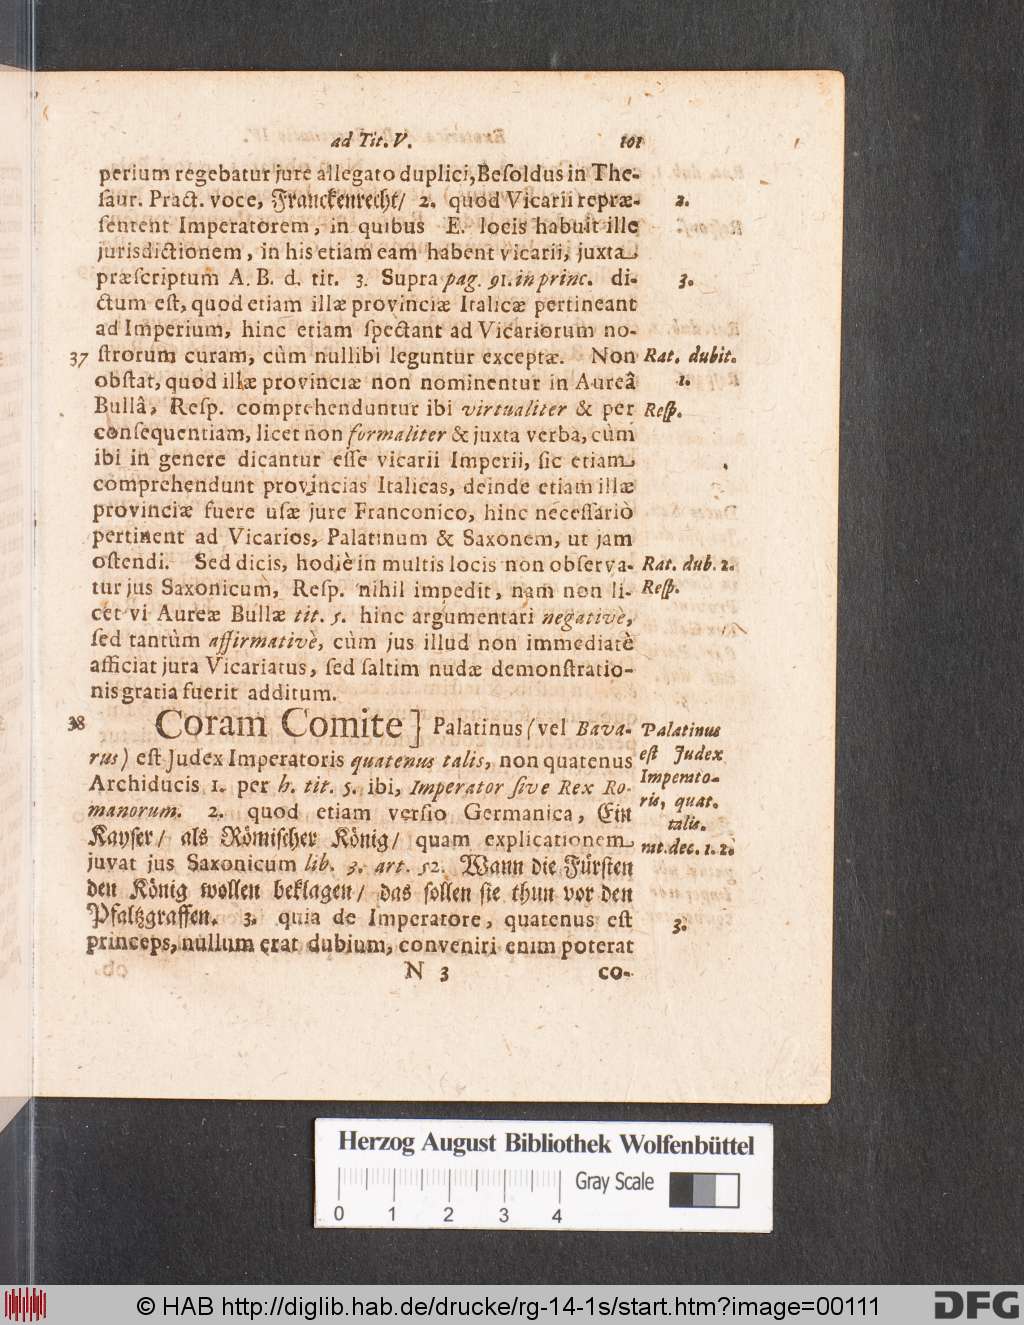 ad Tit. V. 101
perium regebatur jure allegato duplici, Beſoldus in The-
ſaur. Pract. voce, Franckenrecht/ 2. quod Vicarii repræ- 2.
ſentent Imperatorem, in quibus E. locis habuit ille
jurisdictionem, in his etiam eam habent vicarii, juxta
præſcriptum A. B. d. tit. 3. Supra pag. 91. in princ. di- 3.
ctum eſt, quod etiam illæ provinciæ Italicæ pertineant
ad Imperium, hinc etiam ſpectant ad Vicariorum no-
37 ſtrorum curam, cùm nullibi leguntur exceptæ. Non Rat. dubit.
obſtat, quod illæ provinciæ non nominentur in Aureâ 1.
Bullâ, Reſp. comprehenduntur ibi virtualiter & per Reſp.
conſequentiam, licet non formaliter & juxta verba, cùm
ibi in genere dicantur eſſe vicarii Imperii, ſic etiam
comprehendunt provincias Italicas, deinde etiam illæ
provinciæ fuere uſæ jure Franconico, hinc neceſſariò
pertinent ad Vicarios, Palatinum & Saxonem, ut jam
oſtendi. Sed dicis, hodiè in multis locis non obſerva- Rat. dub. 2.
tur jus Saxonicum, Reſp. nihil impedit, nam non li- Reſp.
cet vi Aureæ Bullæ tit. 5. hinc argumentari negativè,
ſed tantùm affirmativè, cùm jus illud non immediatè
afficiat jura Vicariatus, ſed ſaltim nudæ demonſtratio-
nis gratia fuerit additum.
38 Coram Comite] Palatinus (vel Bava- Palatinus
rus) eſt Judex Imperatoris quatenus talis, non quatenus eſt Judex
Archiducis 1. per h. tit. 5. ibi, Imperator ſive Rex Ro- Imperato-
manorum. 2. quod etiam verſio Germanica, Ein ris, quat.
Kayſer/ als Römiſcher König/ quam explicationem talis.
juvat jus Saxonicum lib. 3. art. 52. Wann die Fürſten rat. dec. 1. 2.
den König wollen beklagen/ das ſollen ſie thun vor den
Pfaltzgraffen. 3. quia de Imperatore, quatenus eſt 3.
princeps, nullum erat dubium, conveniri enim poterat
N 3 co-
Herzog August Bibliothek Wolfenbüttel
Gray Scale
0 1 2 3 4
© HAB http://diglib.hab.de/drucke/rg-14-1s/start.htm?image=00111 DFG